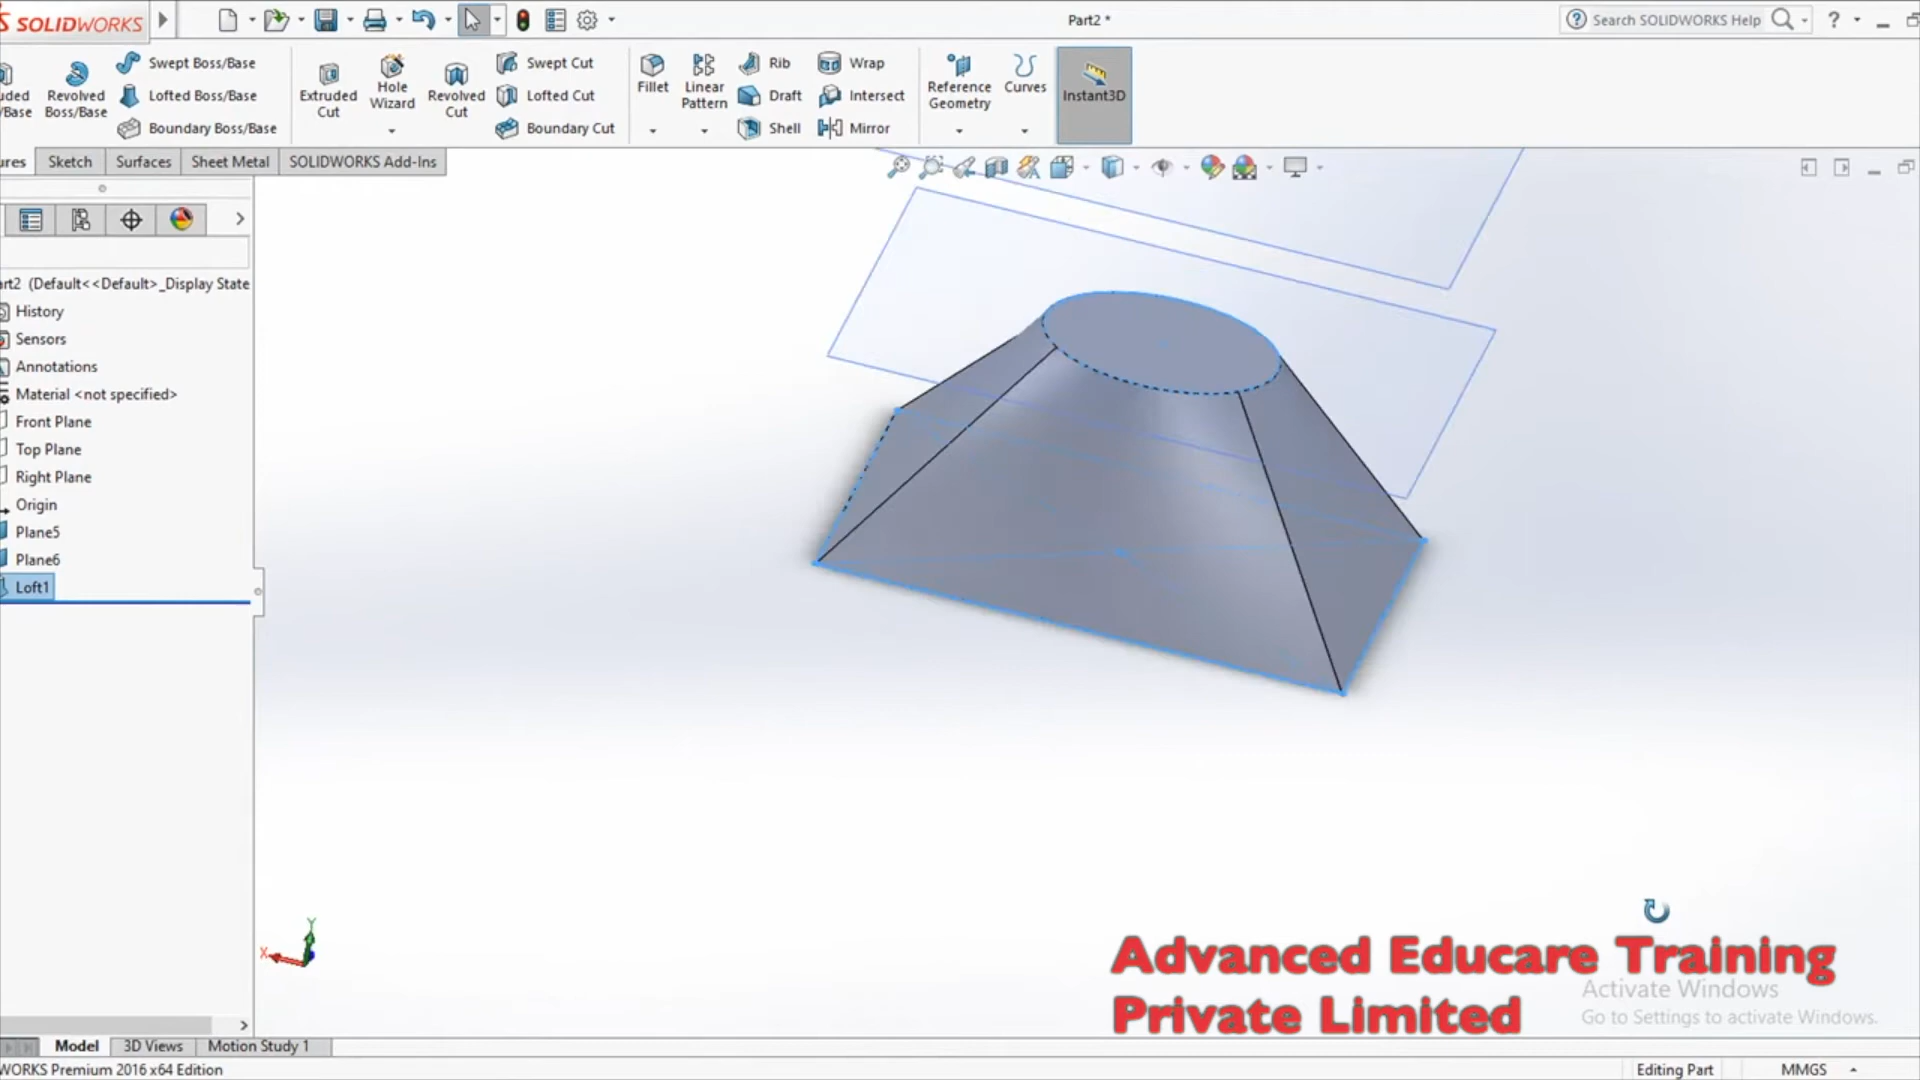 SOLIDWORKS
Part2 *
Search SOLIDWORKS Help
?
Swept Boss/Base
Lofted Boss/Base
Boundary Boss/Base
Revolved
Boss/Base
Extruded
Cut
Hole
Wizard
Revolved
Cut
Swept Cut
Lofted Cut
Boundary Cut
Fillet
Linear
Pattern
Rib
Draft
Shell
Wrap
Intersect
Mirror
Reference
Geometry
Curves
Instant3D
ures
Sketch
Surfaces
Sheet Metal
SOLIDWORKS Add-Ins
art2 (Default<<Default>_Display State
History
Sensors
Annotations
Material <not specified>
Front Plane
Top Plane
Right Plane
Origin
Plane5
Plane6
Loft1
Y
X
Advanced Educare Training
Private Limited
Activate Windows
Go to Settings to activate Windows.
Model
3D Views
Motion Study 1
WORKS Premium 2016 x64 Edition
Editing Part
MMGS